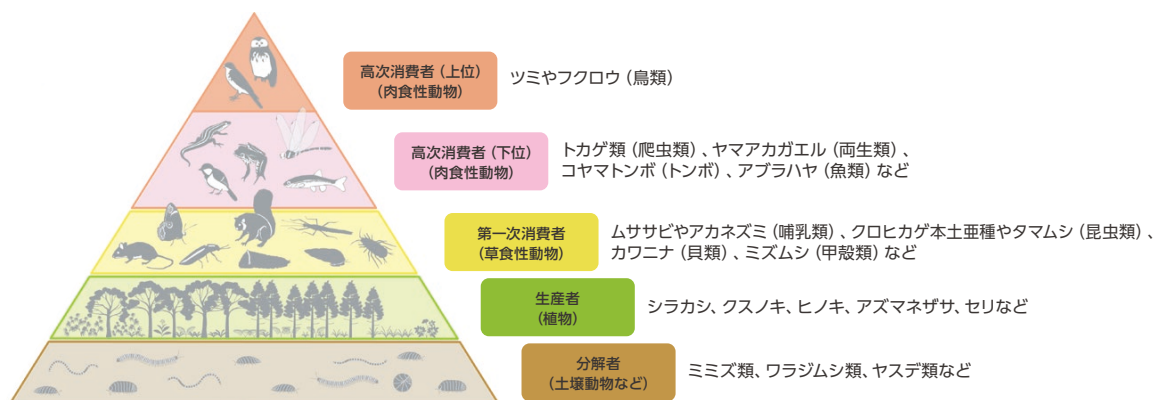 高次消費者（上位）
（肉食性動物）
ツミやフクロウ（鳥類）
高次消費者（下位）
（肉食性動物）
トカゲ類（爬虫類）、ヤマアカガエル（両生類）、
コヤマトンボ（トンボ）、アブラハヤ（魚類）など
第一次消費者
（草食性動物）
ムササビやアカネズミ（哺乳類）、クロヒカゲ本土亜種やタマムシ（昆虫類）、
カワニナ（貝類）、ミズムシ（甲殻類）など
生産者
（植物）
シラカシ、クスノキ、ヒノキ、アズマネザサ、セリなど
分解者
（土壌動物など）
ミミズ類、ワラジムシ類、ヤスデ類など